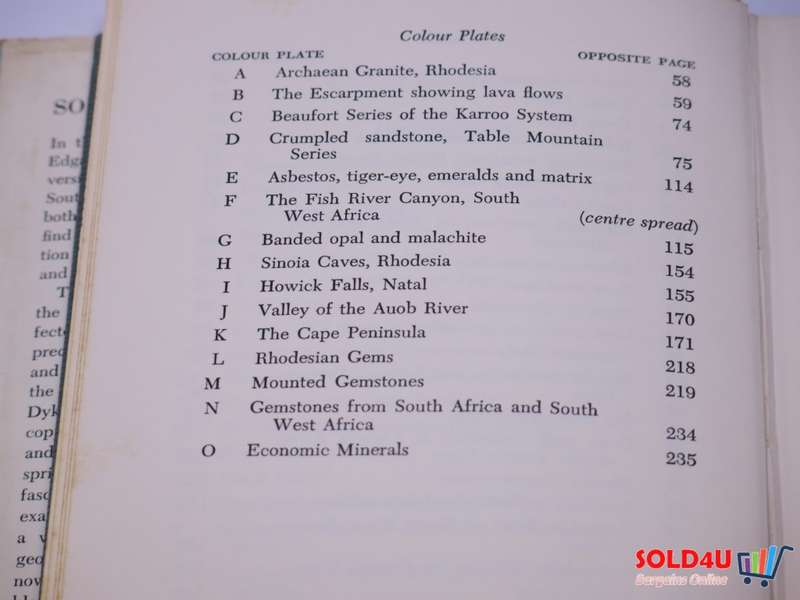 Colour Plates
COLOUR PLATE OPPOSITE PAGE
A Archaean Granite, Rhodesia 58
B The Escarpment showing lava flows 59
C Beaufort Series of the Karroo System 74
D Crumpled sandstone, Table Mountain
Series 75
E Asbestos, tiger-eye, emeralds and matrix 114
F The Fish River Canyon, South
West Africa (centre spread)
G Banded opal and malachite 115
H Sinoia Caves, Rhodesia 154
I Howick Falls, Natal 155
J Valley of the Auob River 170
K The Cape Peninsula 171
L Rhodesian Gems 218
M Mounted Gemstones 219
N Gemstones from South Africa and South
West Africa 234
O Economic Minerals 235
SO
In t
Edga
versi
Sout
both
find
tion
and
T
the
fect
prec
and
the
Dyk
cop
and
spri
fasc
exa
a v
geo
nov
SOLD4U
Bargains Online